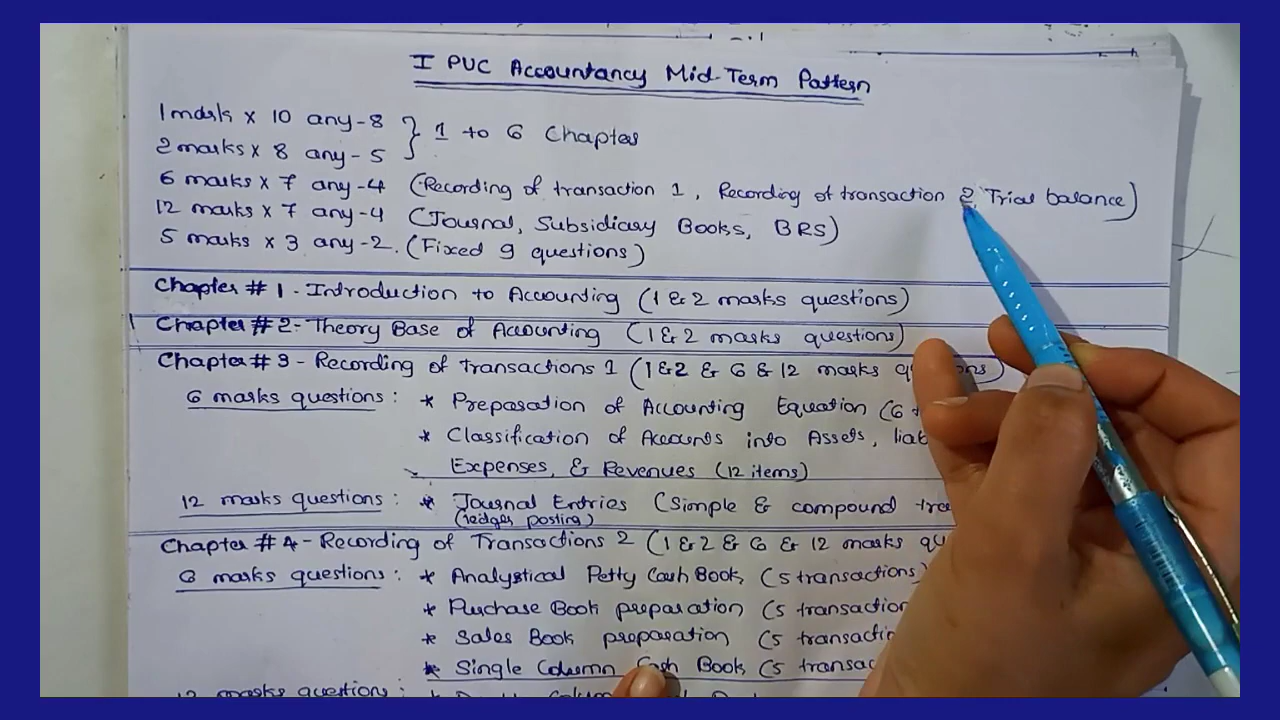 I PUC Accountancy Mid-Term Pattern
1 mark x 10 any-8 } 1 to 6 Chapter
2 marks x 8 any-5
6 marks x 7 any-4 (Recording of transaction 1, Recording of transaction 2 Trial balance)
12 marks x 7 any-4 (Journal, Subsidiary Books, BRS)
5 marks x 3 any-2. (Fixed 9 questions)
Chapter # 1 - Introduction to Accounting (1 & 2 marks questions)
Chapter # 2- Theory Base of Accounting (1 & 2 marks questions)
Chapter # 3 - Recording of Transactions 1 (1 & 2 & 6 & 12 marks
6 marks questions : * Preparation of Accounting Equation (6
* Classification of Accounts into Assets,
Expenses, & Revenues (12 items)
12 marks questions : * Journal Entries (Simple & compound
(ledger posting)
Chapter # 4 - Recording of Transactions 2 (1 & 2 & 6 & 12 marks
6 marks questions : * Analystical Petty Cash Book (5 transactions)
* Purchase Book preparation (5
* Sales Book preparation (5
* Single Column Cash Book (5
12 marks questions :